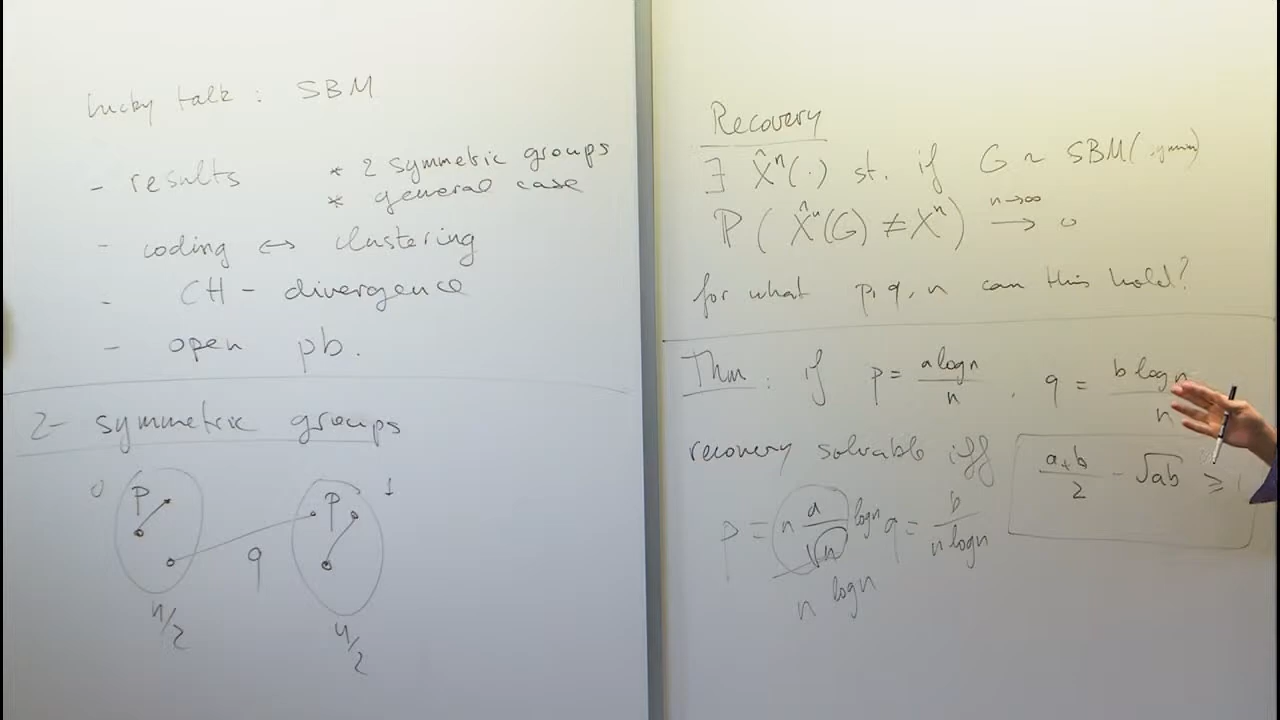 lucky talk : SBM
- results * 2 symmetric groups
* general case
- coding ↔ clustering
- CH - divergence
- open pb.
2- symmetric groups
0 p p 1
q
n/2 n/2
Recovery
∃ X̂ⁿ(·) st. if G ~ SBM(
ℙ ( X̂ⁿ(G) ≠ Xⁿ ) ⟶ 0 n→∞
for what p, q, n can this hold?
Thm : if p = a log n / n , q = b log n / n
recovery solvable iff (a+b)/2 - √ab ≥ 1
p = n a/√n log n q = b / n log n
n log n